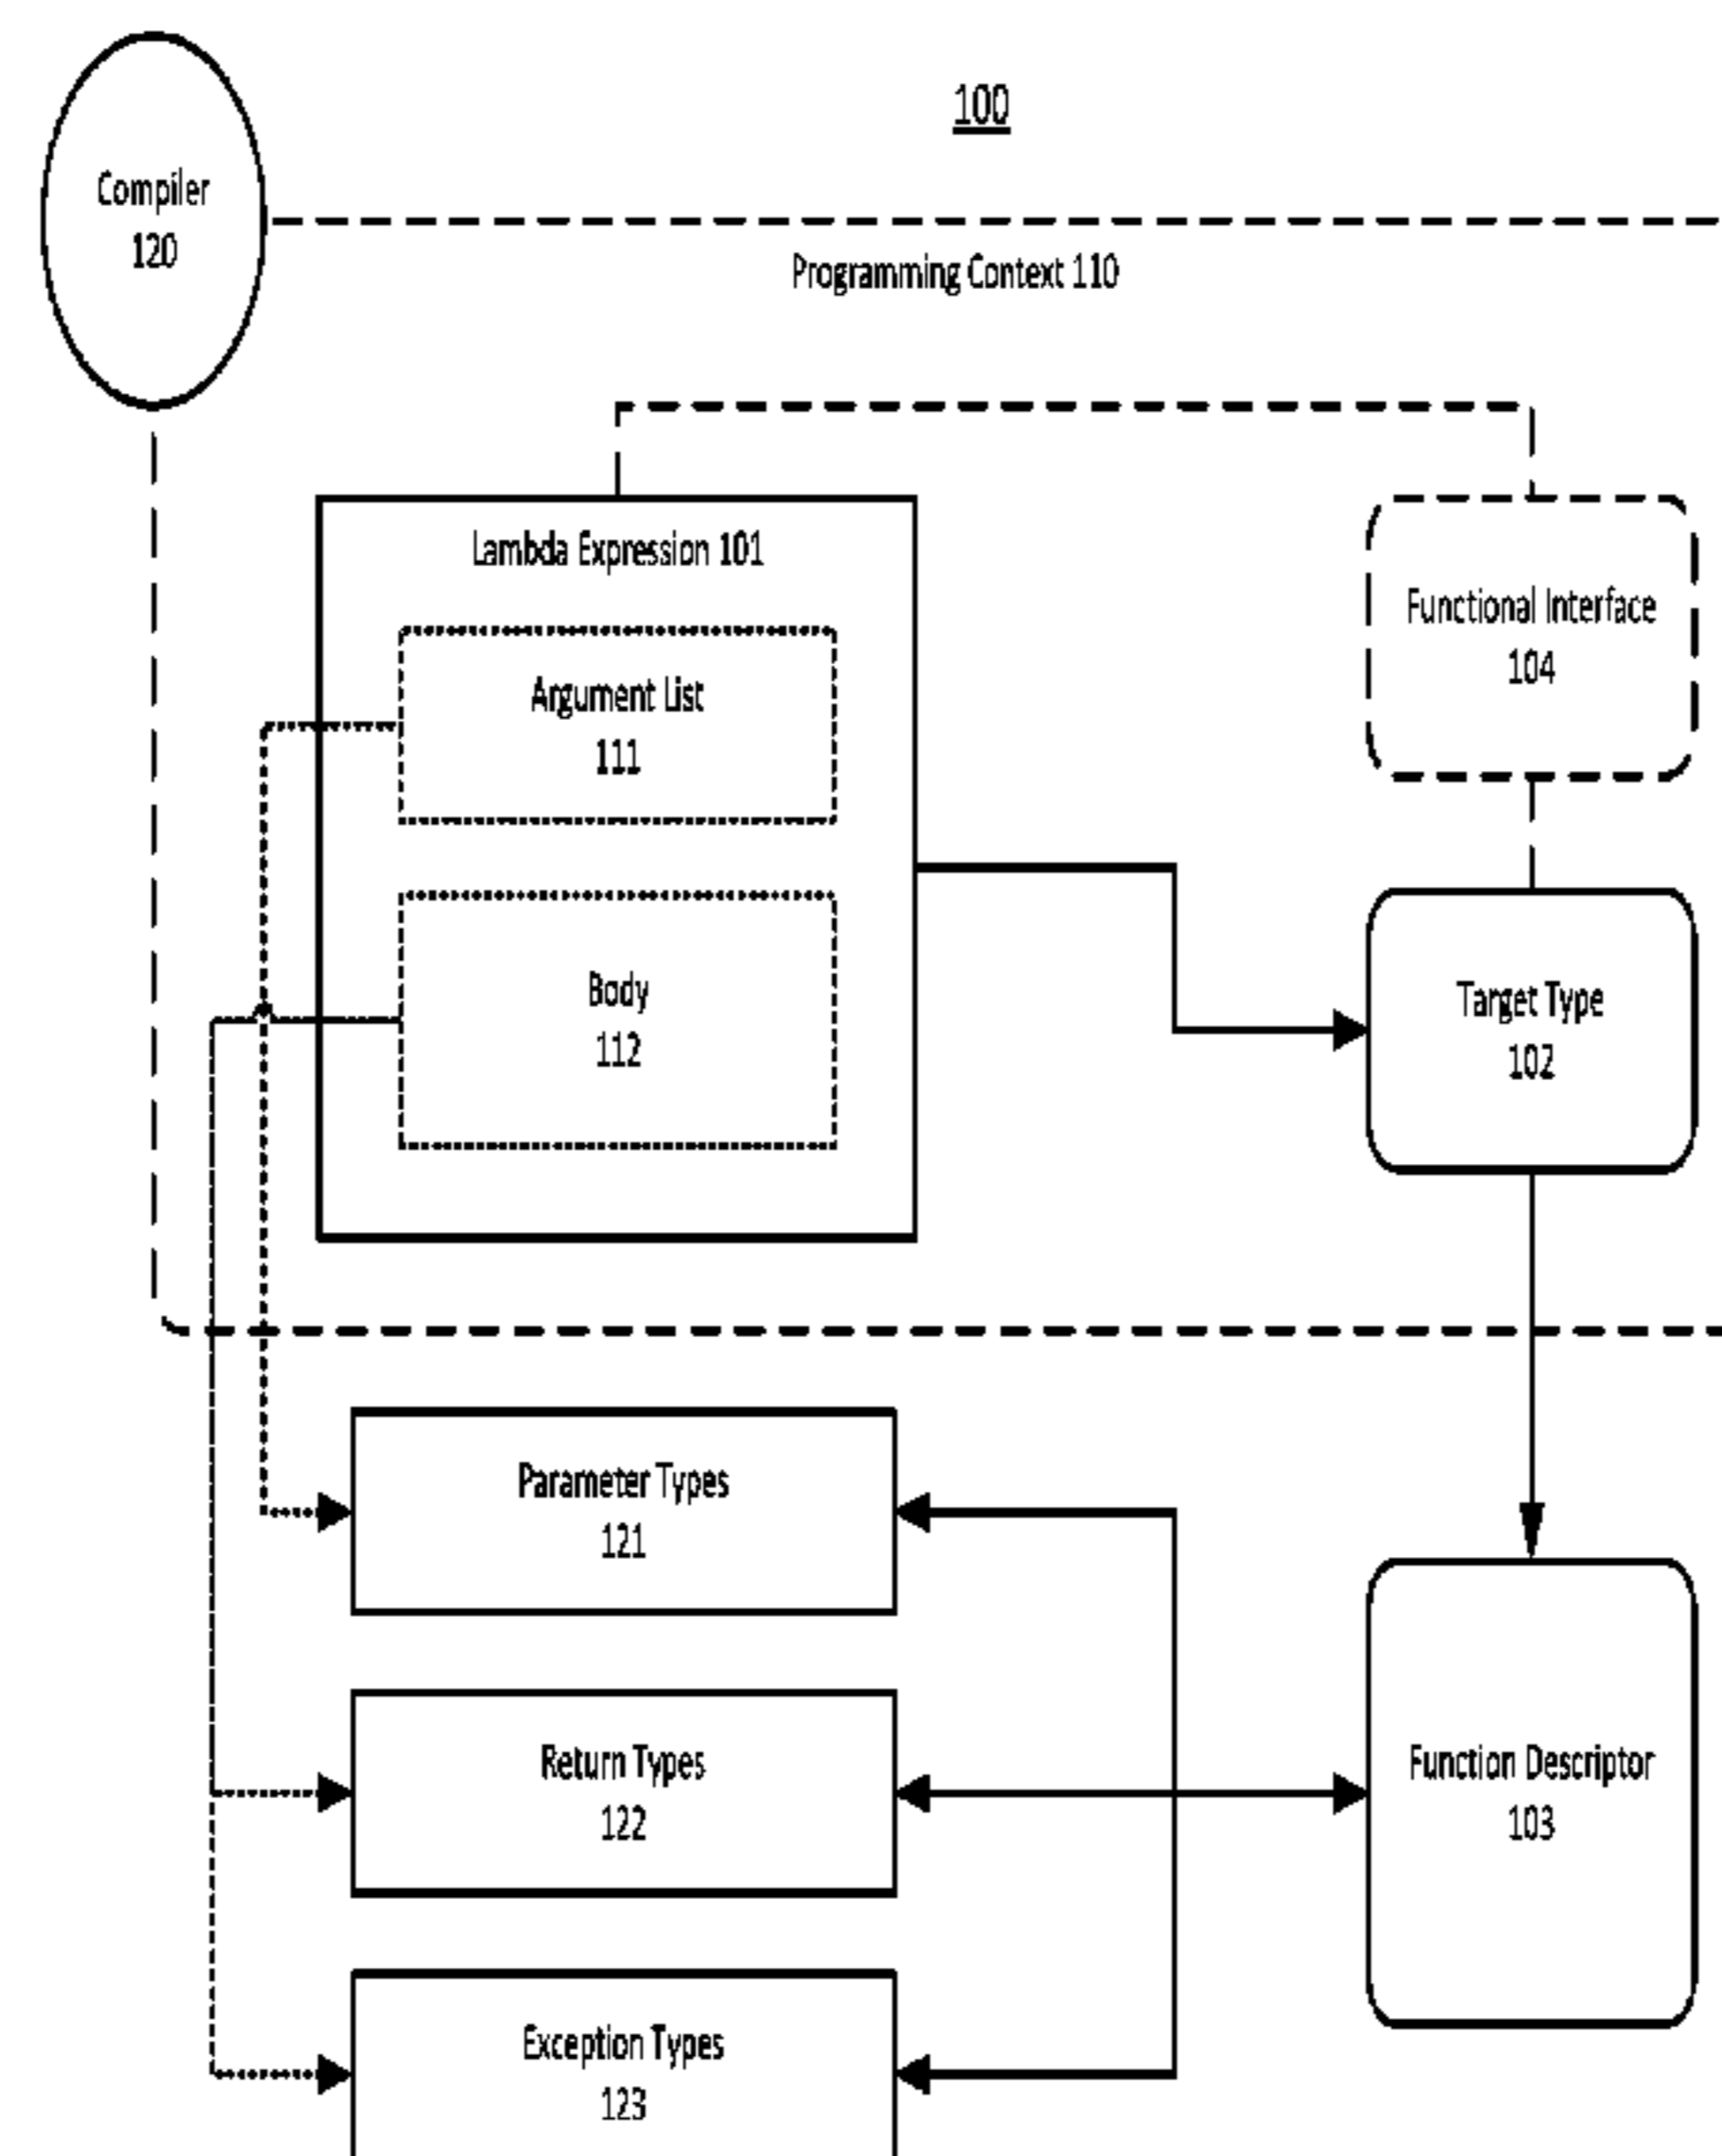 100
Compiler
120
Programming Context 110
Lambda Expression 101
Argument List
111
Functional Interface
104
Body
112
Target Type
102
Parameter Types
121
Return Types
122
Function Descriptor
103
Exception Types
123